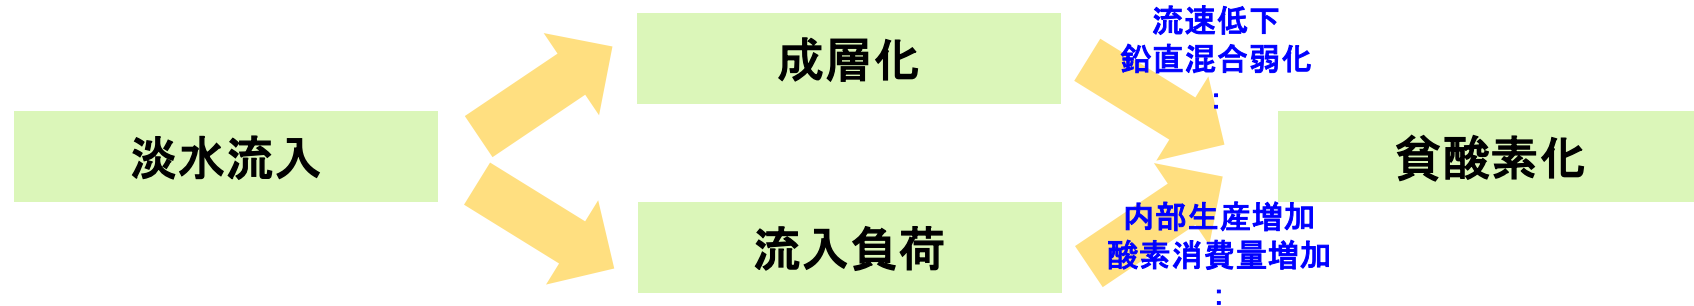 淡水流入
成層化
流入負荷
流速低下
鉛直混合弱化
:
内部生産増加
酸素消費量増加
:
貧酸素化